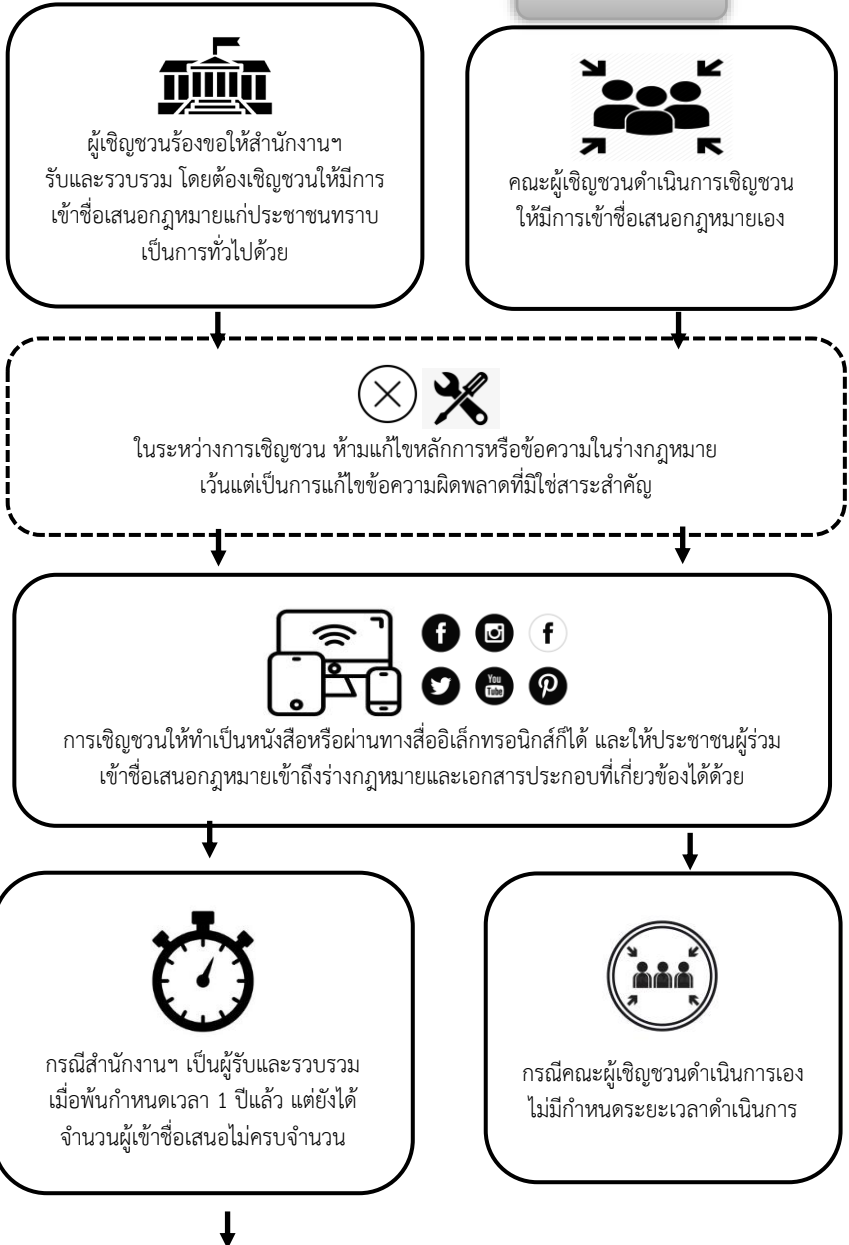 ผู้เชิญชวนร้องขอให้สำนักงานฯ
รับและรวบรวม โดยต้องเชิญชวนให้มีการ
เข้าชื่อเสนอกฎหมายแก่ประชาชนทราบ
เป็นการทั่วไปด้วย
คณะผู้เชิญชวนดำเนินการเชิญชวน
ให้มีการเข้าชื่อเสนอกฎหมายเอง
ในระหว่างการเชิญชวน ห้ามแก้ไขหลักการหรือข้อความในร่างกฎหมาย
เว้นแต่เป็นการแก้ไขข้อความผิดพลาดที่มิใช่สาระสำคัญ
You
Tube
การเชิญชวนให้ทำเป็นหนังสือหรือผ่านทางสื่ออิเล็กทรอนิกส์ก็ได้ และให้ประชาชนผู้ร่วม
เข้าชื่อเสนอกฎหมายเข้าถึงร่างกฎหมายและเอกสารประกอบที่เกี่ยวข้องได้ด้วย
กรณีสำนักงานฯ เป็นผู้รับและรวบรวม
เมื่อพ้นกำหนดเวลา 1 ปีแล้ว แต่ยังได้
จำนวนผู้เข้าชื่อเสนอไม่ครบจำนวน
กรณีคณะผู้เชิญชวนดำเนินการเอง
ไม่มีกำหนดระยะเวลาดำเนินการ